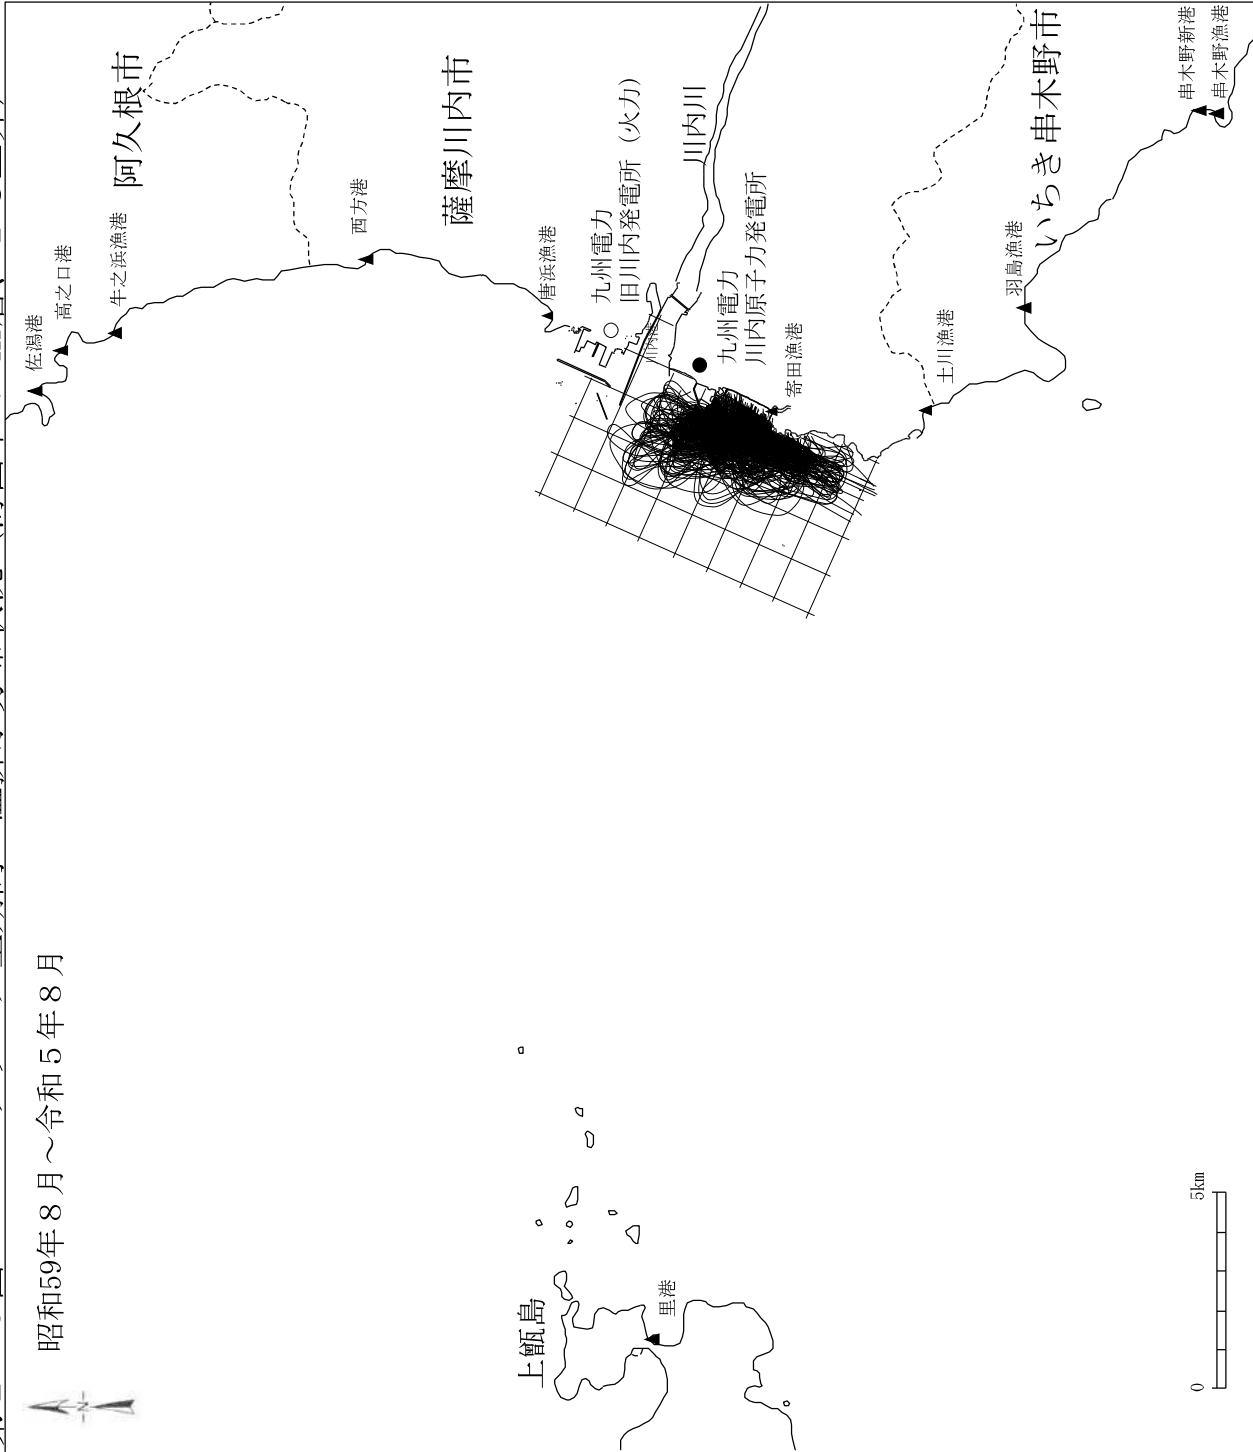 昭和59年８月～令和５年８月
佐潟港
高之口港
牛之浜漁港
阿久根市
西方港
薩摩川内市
唐浜漁港
九州電力
旧川内発電所（火力）
川内川
九州電力
川内原子力発電所
寄田漁港
土川漁港
羽島漁港
いちき串木野市
串木野新港
串木野漁港
上甑島
里港
N
0
5km